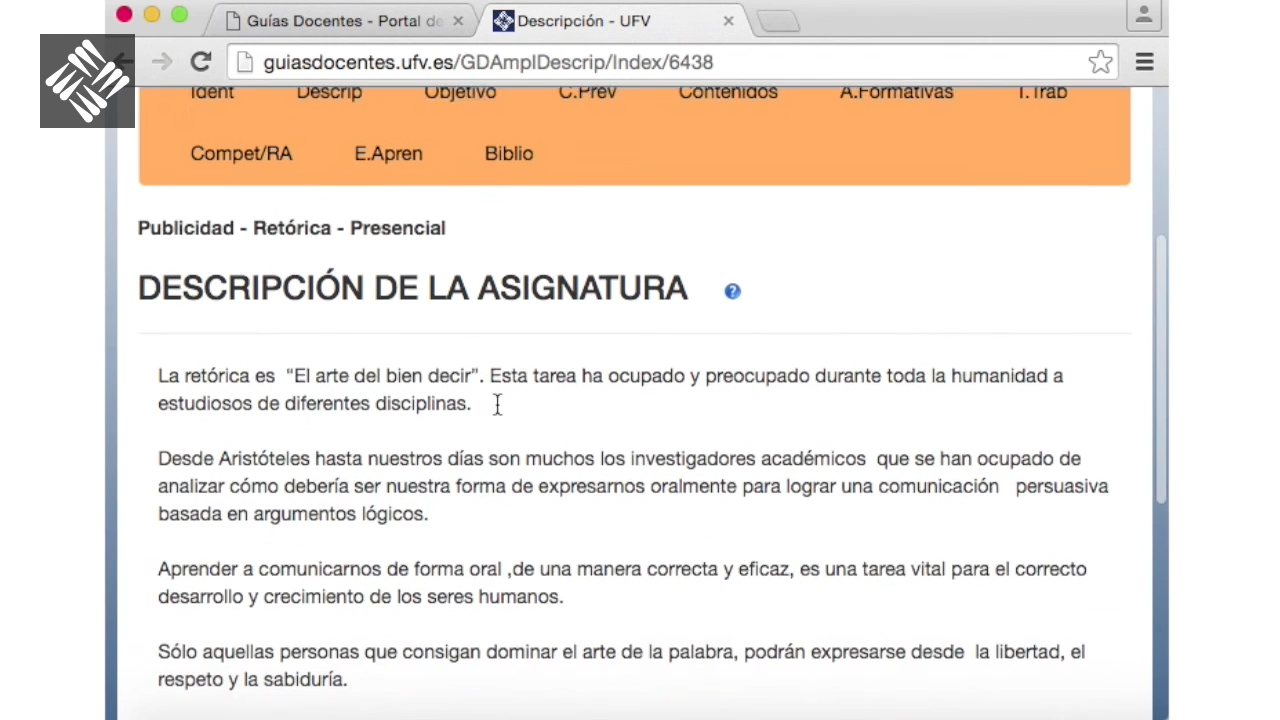 Guías Docentes - Portal de
Descripción - UFV
guiasdocentes.ufv.es/GDAmplDescrip/Index/6438
Ident Descrip Objetivo C.Prev Contenidos A.Formativas T.Trab
Compet/RA E.Apren Biblio
Publicidad - Retórica - Presencial
DESCRIPCIÓN DE LA ASIGNATURA ?
La retórica es “El arte del bien decir”. Esta tarea ha ocupado y preocupado durante toda la humanidad a
estudiosos de diferentes disciplinas.
Desde Aristóteles hasta nuestros días son muchos los investigadores académicos que se han ocupado de
analizar cómo debería ser nuestra forma de expresarnos oralmente para lograr una comunicación persuasiva
basada en argumentos lógicos.
Aprender a comunicarnos de forma oral ,de una manera correcta y eficaz, es una tarea vital para el correcto
desarrollo y crecimiento de los seres humanos.
Sólo aquellas personas que consigan dominar el arte de la palabra, podrán expresarse desde la libertad, el
respeto y la sabiduría.